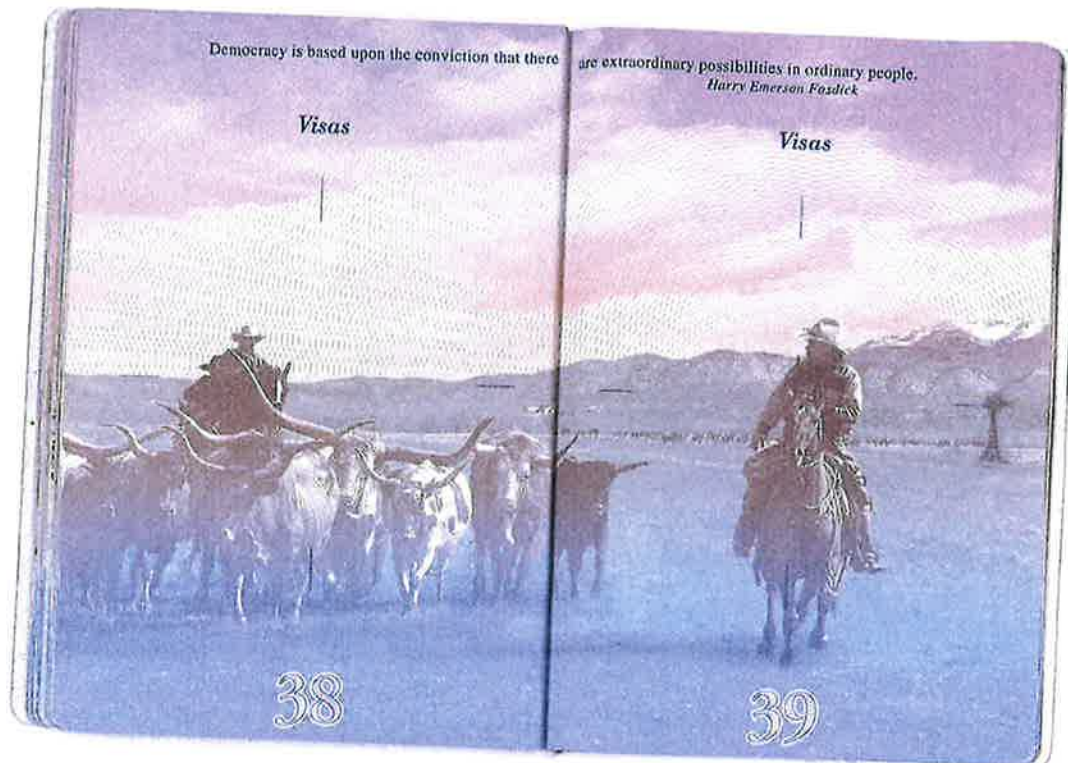 Democracy is based upon the conviction that there are extraordinary possibilities in ordinary people.
Harry Emerson Fosdick
Visas
Visas
38
39